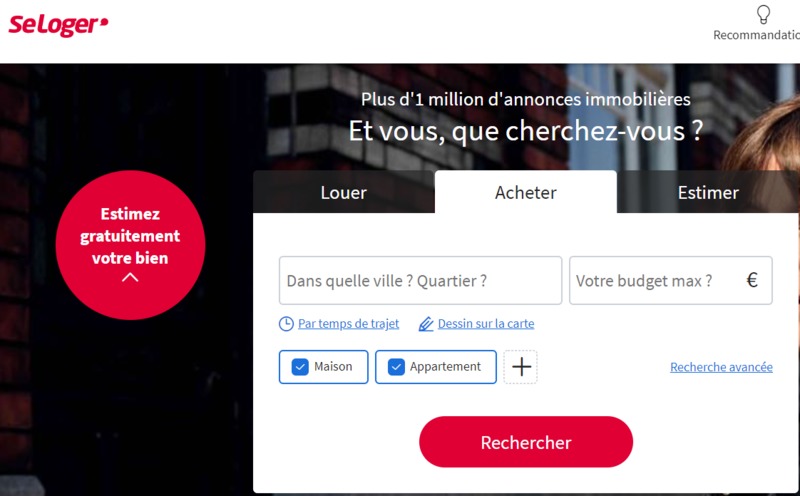 SeLoger
Recommandatio
Plus d'1 million d'annonces immobilières
Et vous, que cherchez-vous ?
Louer
Acheter
Estimer
Estimez
gratuitement
votre bien
Dans quelle ville ? Quartier ?
Votre budget max ? €
Par temps de trajet
Dessin sur la carte
Maison
Appartement
Recherche avancée
Rechercher